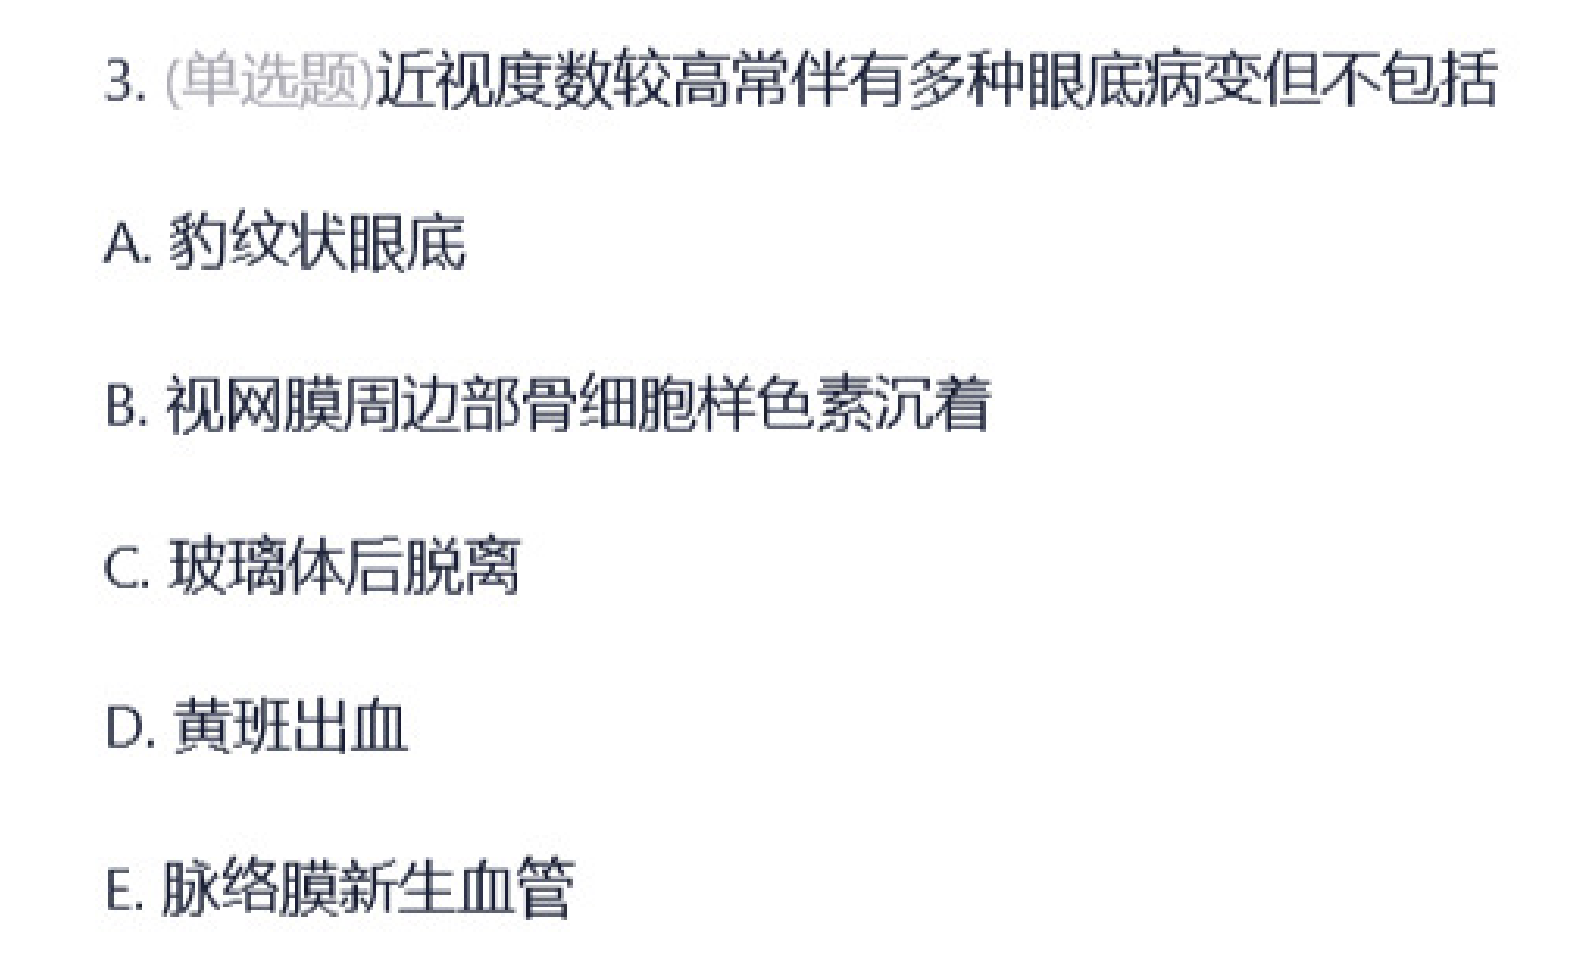 3. (单选题)近视度数较高常伴有多种眼底病变但不包括
A. 豹纹状眼底
B. 视网膜周边部骨细胞样色素沉着
C. 玻璃体后脱离
D. 黄班出血
E. 脉络膜新生血管